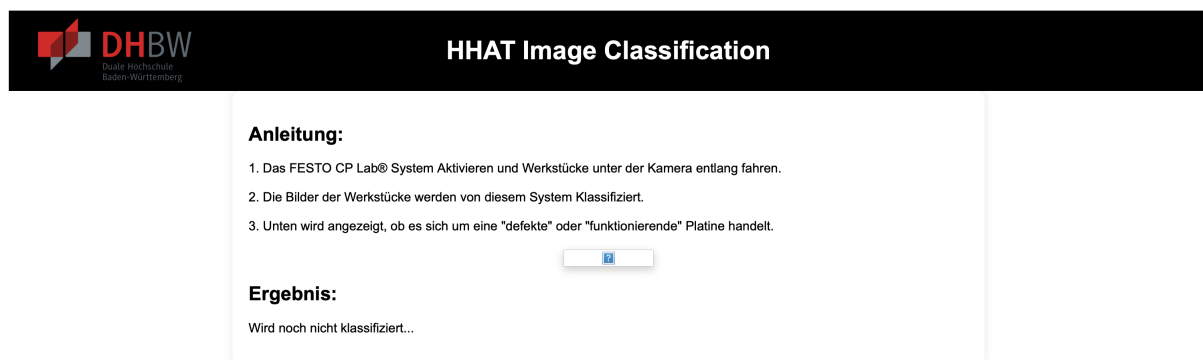 DHBW
Duale Hochschule
Baden-Württemberg
HHAT Image Classification
Anleitung:
1. Das FESTO CP Lab® System Aktivieren und Werkstücke unter der Kamera entlang fahren.
2. Die Bilder der Werkstücke werden von diesem System Klassifiziert.
3. Unten wird angezeigt, ob es sich um eine "defekte" oder "funktionierende" Platine handelt.
?
Ergebnis:
Wird noch nicht klassifiziert...